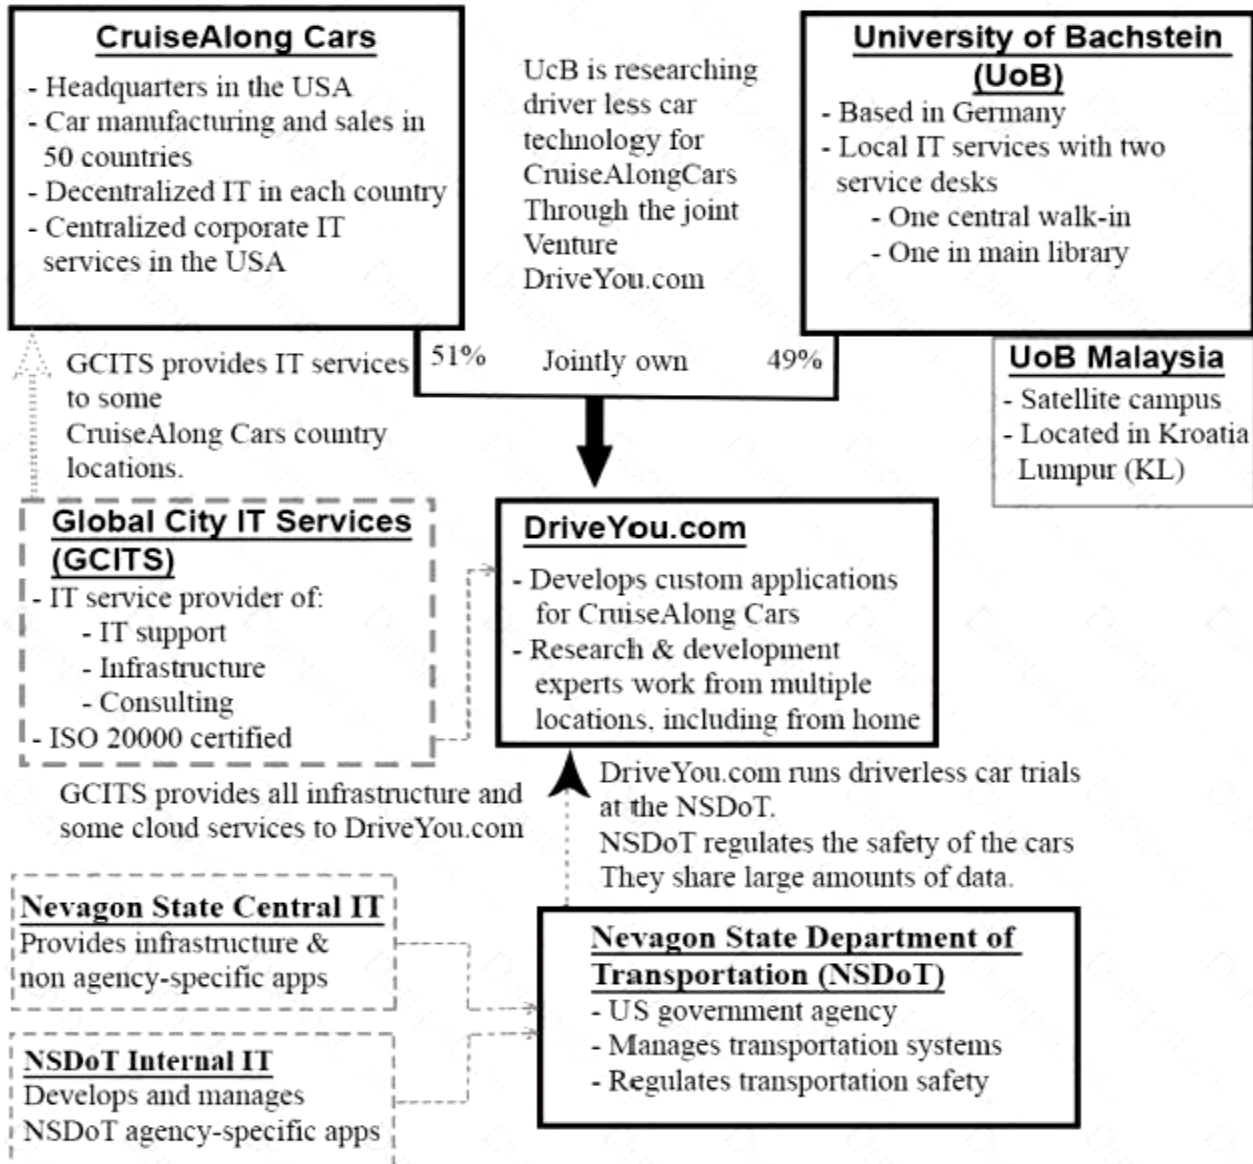 CruiseAlong Cars
- Headquarters in the USA
- Car manufacturing and sales in
50 countries
- Decentralized IT in each country
- Centralized corporate IT
services in the USA
UcB is researching
driver less car
technology for
CruiseAlongCars
Through the joint
Venture
DriveYou.com
University of Bachstein
(UoB)
- Based in Germany
- Local IT services with two
service desks
- One central walk-in
- One in main library
51% Jointly own 49%
UoB Malaysia
- Satellite campus
- Located in Kroatia
Lumpur (KL)
GCITS provides IT services
to some
CruiseAlong Cars country
locations.
Global City IT Services
(GCITS)
- IT service provider of:
- IT support
- Infrastructure
- Consulting
- ISO 20000 certified
DriveYou.com
- Develops custom applications
for CruiseAlong Cars
- Research & development
experts work from multiple
locations, including from home
GCITS provides all infrastructure and
some cloud services to DriveYou.com
DriveYou.com runs driverless car trials
at the NSDoT.
NSDoT regulates the safety of the cars
They share large amounts of data.
Nevagon State Central IT
Provides infrastructure &
non agency-specific apps
NSDoT Internal IT
Develops and manages
NSDoT agency-specific apps
Nevagon State Department of
Transportation (NSDoT)
- US government agency
- Manages transportation systems
- Regulates transportation safety